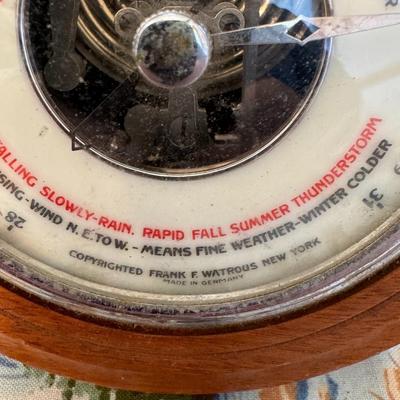 FALLING SLOWLY-RAIN. RAPID FALL SUMMER THUNDERSTORM
-WIND N.E. TO W.- MEANS FINE WEATHER-WINTER COLDER
28
31
COPYRIGHTED FRANK F. WATROUS NEW YORK
MADE IN GERMANY